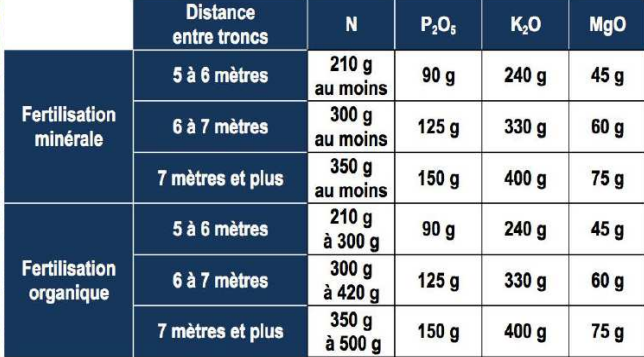 Distance entre troncs | N | P₂O₅ | K₂O | MgO
Fertilisation minérale
5 à 6 mètres | 210 g au moins | 90 g | 240 g | 45 g
6 à 7 mètres | 300 g au moins | 125 g | 330 g | 60 g
7 mètres et plus | 350 g au moins | 150 g | 400 g | 75 g
Fertilisation organique
5 à 6 mètres | 210 g à 300 g | 90 g | 240 g | 45 g
6 à 7 mètres | 300 g à 420 g | 125 g | 330 g | 60 g
7 mètres et plus | 350 g à 500 g | 150 g | 400 g | 75 g